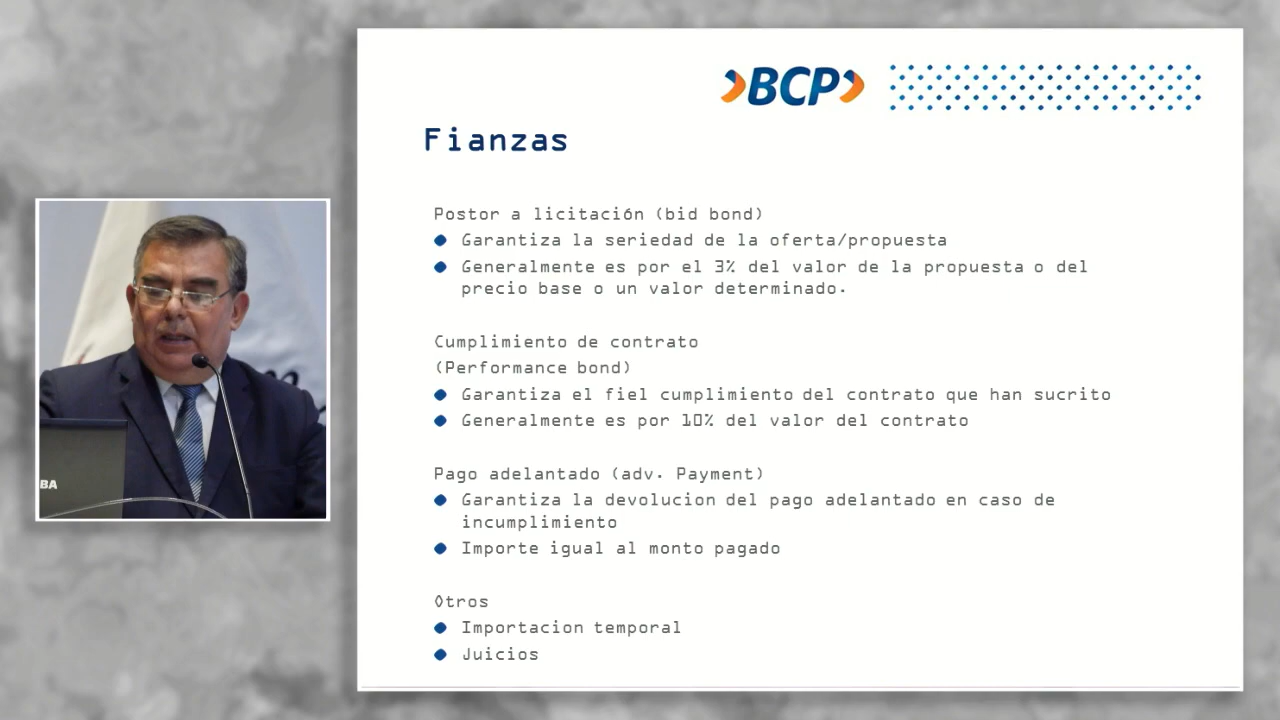 BCP
Fianzas
Postor a licitación (bid bond)
Garantiza la seriedad de la oferta/propuesta
Generalmente es por el 3% del valor de la propuesta o del
precio base o un valor determinado.
Cumplimiento de contrato
(Performance bond)
Garantiza el fiel cumplimiento del contrato que han sucrito
Generalmente es por 10% del valor del contrato
Pago adelantado (adv. Payment)
Garantiza la devolucion del pago adelantado en caso de
incumplimiento
Importe igual al monto pagado
Otros
Importacion temporal
Juicios
BA